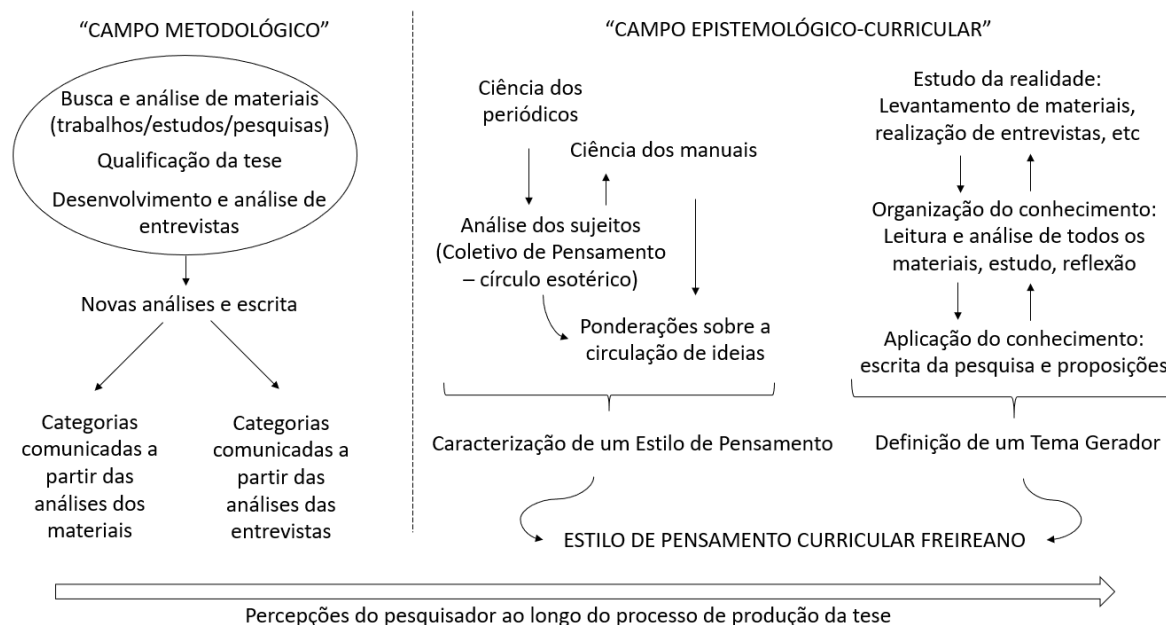 “CAMPO METODOLÓGICO”
Busca e análise de materiais
(trabalhos/estudos/pesquisas)
Qualificação da tese
Desenvolvimento e análise de
entrevistas
Novas análises e escrita
Categorias
comunicadas a
partir das
análises dos
materiais
Categorias
comunicadas a
partir das
análises das
entrevistas
“CAMPO EPISTEMOLÓGICO-CURRICULAR”
Ciência dos
periódicos
Ciência dos manuais
Análise dos sujeitos
(Coletivo de Pensamento
– círculo esotérico)
Ponderações sobre a
circulação de ideias
Caracterização de um Estilo de Pensamento
Estudo da realidade:
Levantamento de materiais,
realização de entrevistas, etc
Organização do conhecimento:
Leitura e análise de todos os
materiais, estudo, reflexão
Aplicação do conhecimento:
escrita da pesquisa e proposições
Definição de um Tema Gerador
ESTILO DE PENSAMENTO CURRICULAR FREIREANO
Percepções do pesquisador ao longo do processo de produção da tese